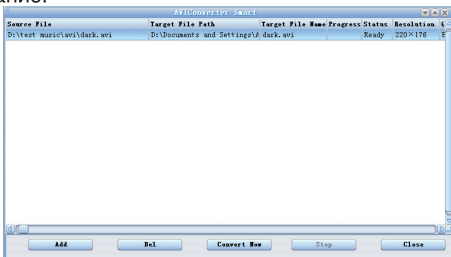 AVIConverter Smart
Source File Target File Path Target File Name Progress Status Resolution
D:\test muzic\avi\dark.avi D:\Documents and Settings\ dark.avi Ready 220×176
Add Del Convert Now Stop Close